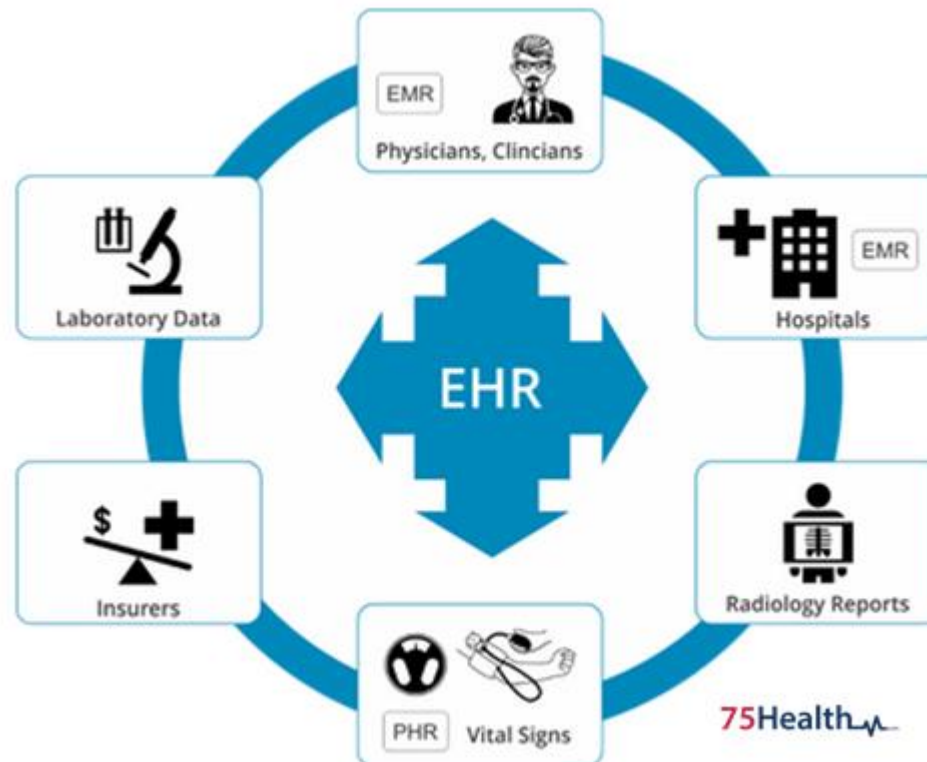 EMR
Physicians, Clincians
Laboratory Data
EMR
Hospitals
EHR
$
Insurers
Radiology Reports
PHR
Vital Signs
75Health